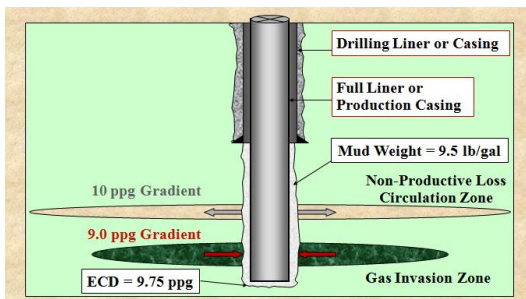 Drilling Liner or Casing
Full Liner or
Production Casing
Mud Weight = 9.5 lb/gal
10 ppg Gradient
Non-Productive Loss
Circulation Zone
9.0 ppg Gradient
Gas Invasion Zone
ECD = 9.75 ppg